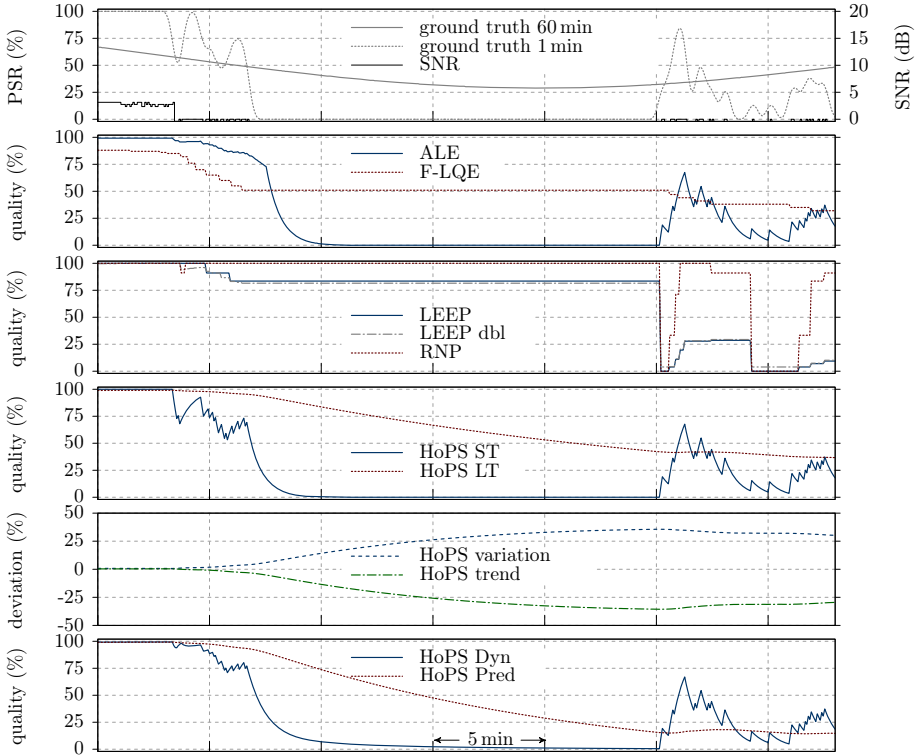 100
75
50
25
0
PSR (%)
20
15
10
5
0
SNR (dB)
ground truth 60 min
ground truth 1 min
SNR
100
75
50
25
0
quality (%)
ALE
F-LQE
100
75
50
25
0
quality (%)
LEEP
LEEP dbl
RNP
100
75
50
25
0
quality (%)
HoPS ST
HoPS LT
50
25
0
-25
-50
deviation (%)
HoPS variation
HoPS trend
100
75
50
25
0
quality (%)
HoPS Dyn
HoPS Pred
5 min